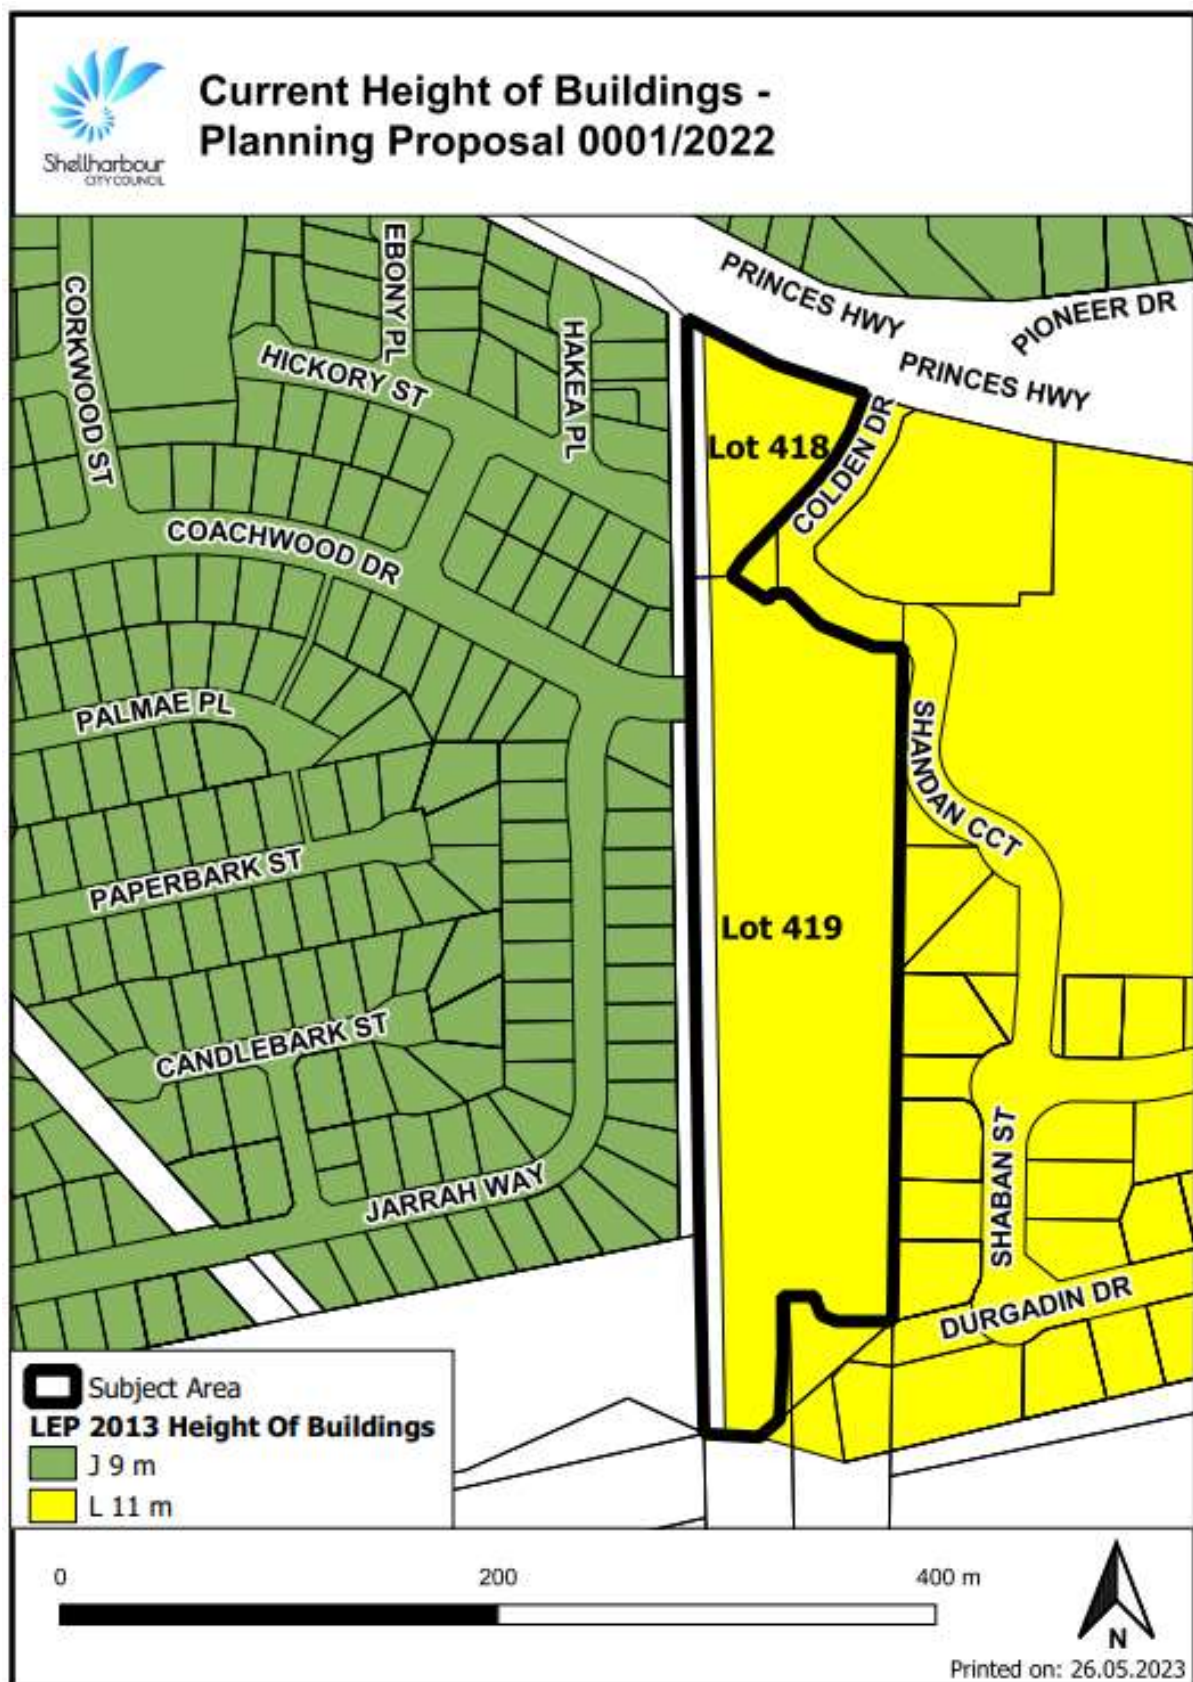 Shellharbour
CITY COUNCIL
Current Height of Buildings -
Planning Proposal 0001/2022
CORKWOOD ST
EBONY PL
HICKORY ST
HAKEA PL
PRINCES HWY
PIONEER DR
PRINCES HWY
Lot 418
COLDEN DR
COACHWOOD DR
PALMAE PL
SHANDAN CCT
PAPERBARK ST
Lot 419
CANDLEBARK ST
SHABAN ST
JARRAH WAY
DURGADIN DR
Subject Area
LEP 2013 Height Of Buildings
J 9 m
L 11 m
0
200
400 m
N
Printed on: 26.05.2023